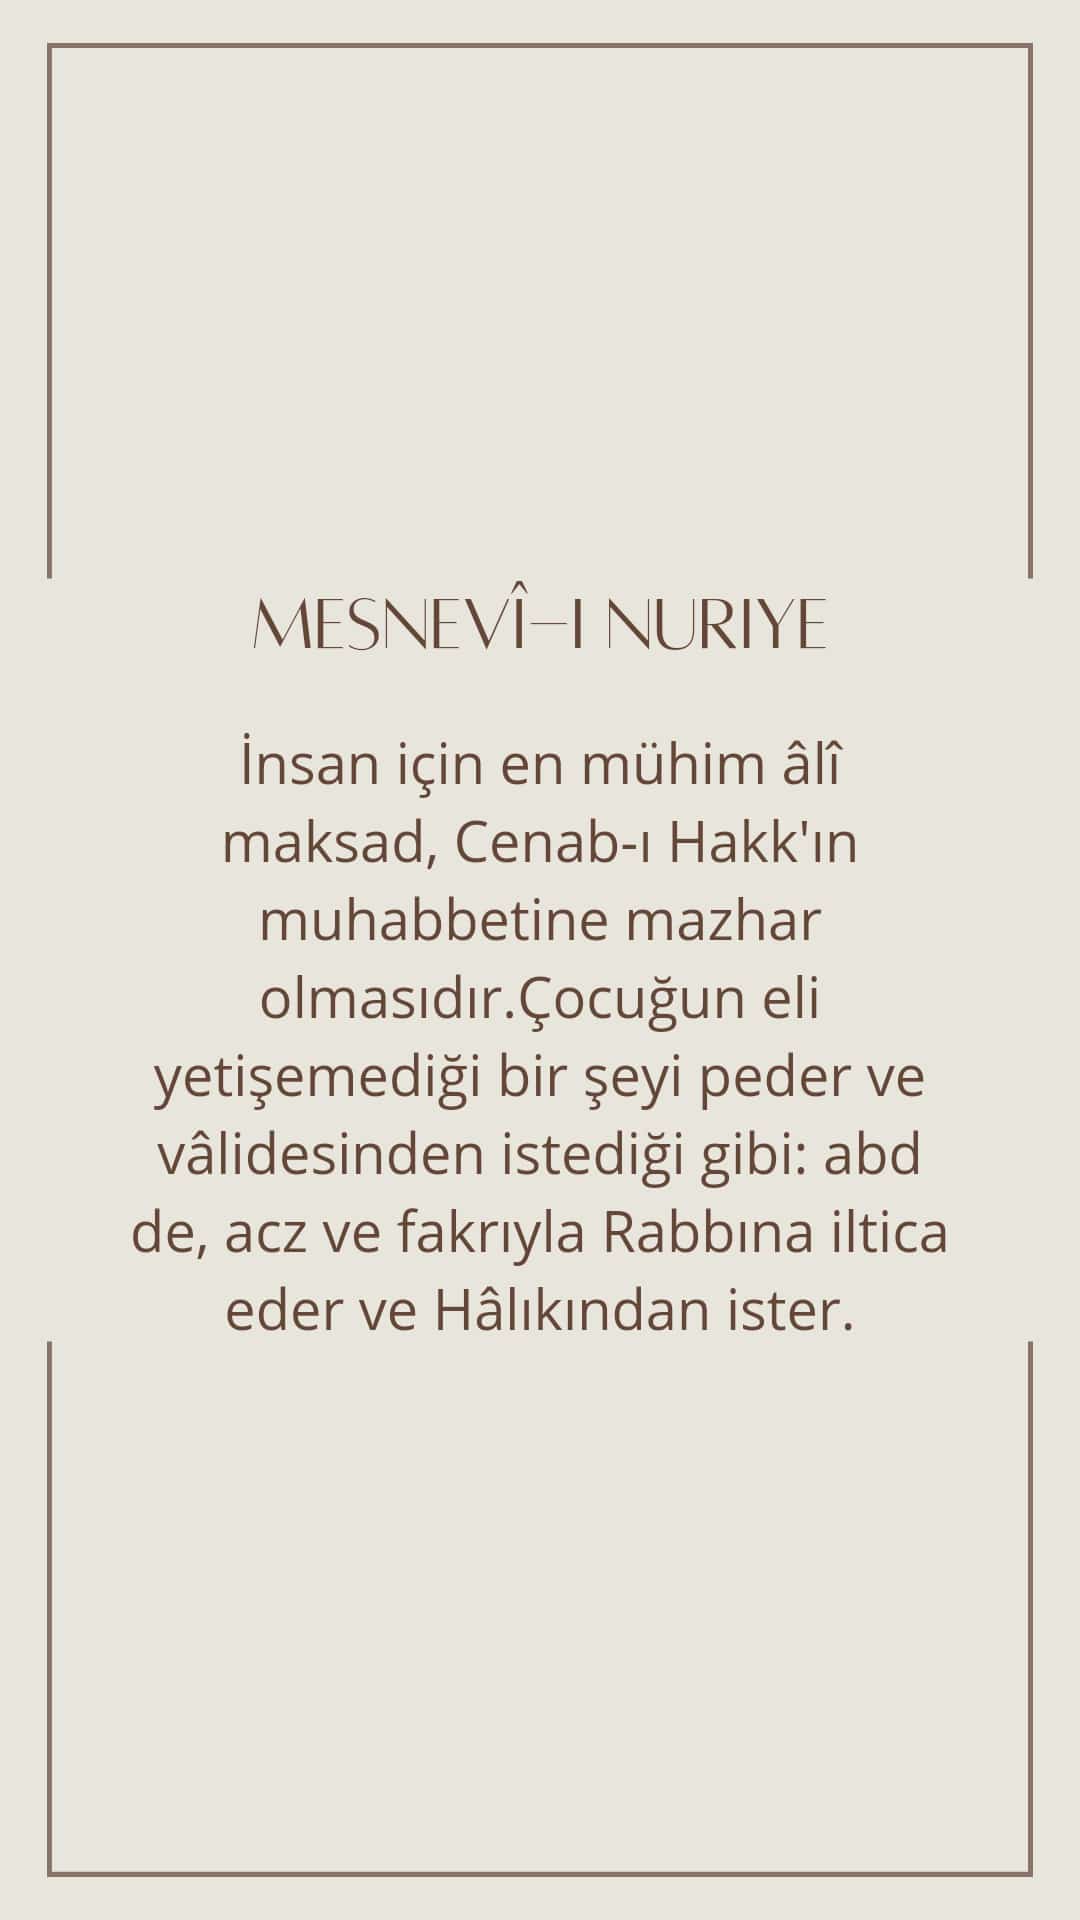 MESNEVÎ-I NURIYE
İnsan için en mühim âlî
maksad, Cenab-ı Hakk'ın
muhabbetine mazhar
olmasıdır.Çocuğun eli
yetişemediği bir şeyi peder ve
vâlidesinden istediği gibi: abd
de, acz ve fakrıyla Rabbına iltica
eder ve Hâlıkından ister.